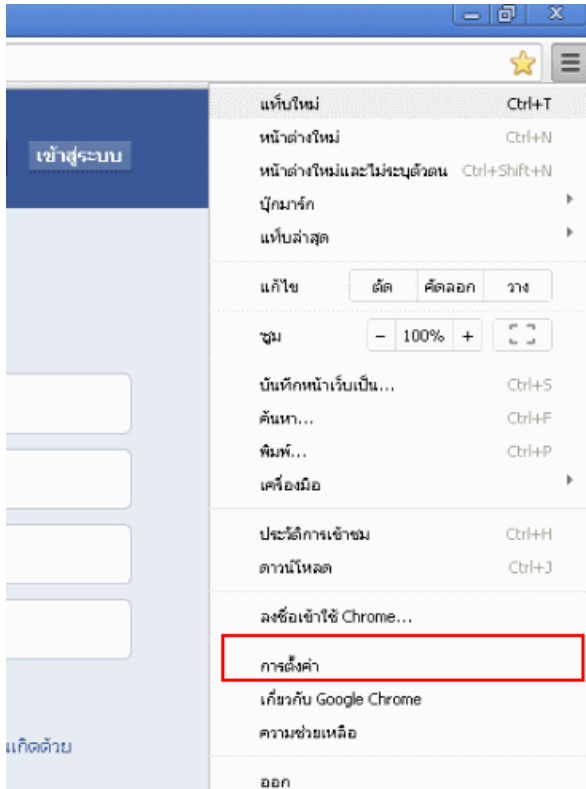 แท็บใหม่ Ctrl+T
หน้าต่างใหม่ Ctrl+N
เข้าสู่ระบบ
หน้าต่างใหม่และไม่ระบุตัวตน Ctrl+Shift+N
บุ๊กมาร์ก
แท็บล่าสุด
แก้ไข ตัด คัดลอก วาง
ซูม - 100% +
บันทึกหน้าเว็บเป็น... Ctrl+S
ค้นหา... Ctrl+F
พิมพ์... Ctrl+P
เครื่องมือ
ประวัติการเข้าชม Ctrl+H
ดาวน์โหลด Ctrl+J
ลงชื่อเข้าใช้ Chrome...
การตั้งค่า
เกี่ยวกับ Google Chrome
ความช่วยเหลือ
นเกิดด้วย
ออก